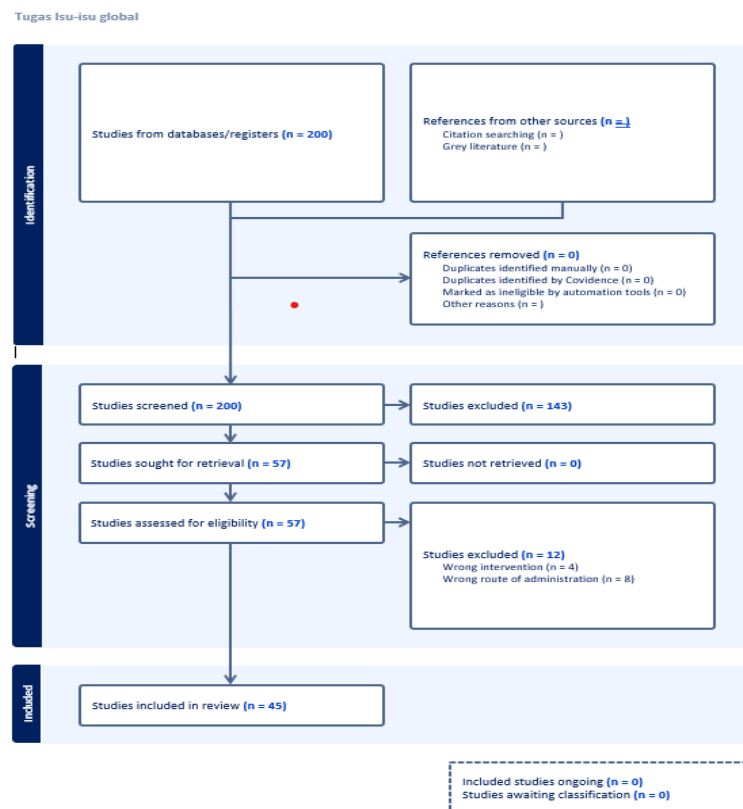 Tugas Isu-isu global
Identification
Studies from databases/registers (n = 200)
References from other sources (n = )
Citation searching (n = )
Grey literature (n = )
References removed (n = 0)
Duplicates identified manually (n = 0)
Duplicates identified by Covidence (n = 0)
Marked as ineligible by automation tools (n = 0)
Other reasons (n = )
Screening
Studies screened (n = 200)
Studies excluded (n = 143)
Studies sought for retrieval (n = 57)
Studies not retrieved (n = 0)
Studies assessed for eligibility (n = 57)
Studies excluded (n = 12)
Wrong intervention (n = 4)
Wrong route of administration (n = 8)
Included
Studies included in review (n = 45)
Included studies ongoing (n = 0)
Studies awaiting classification (n = 0)